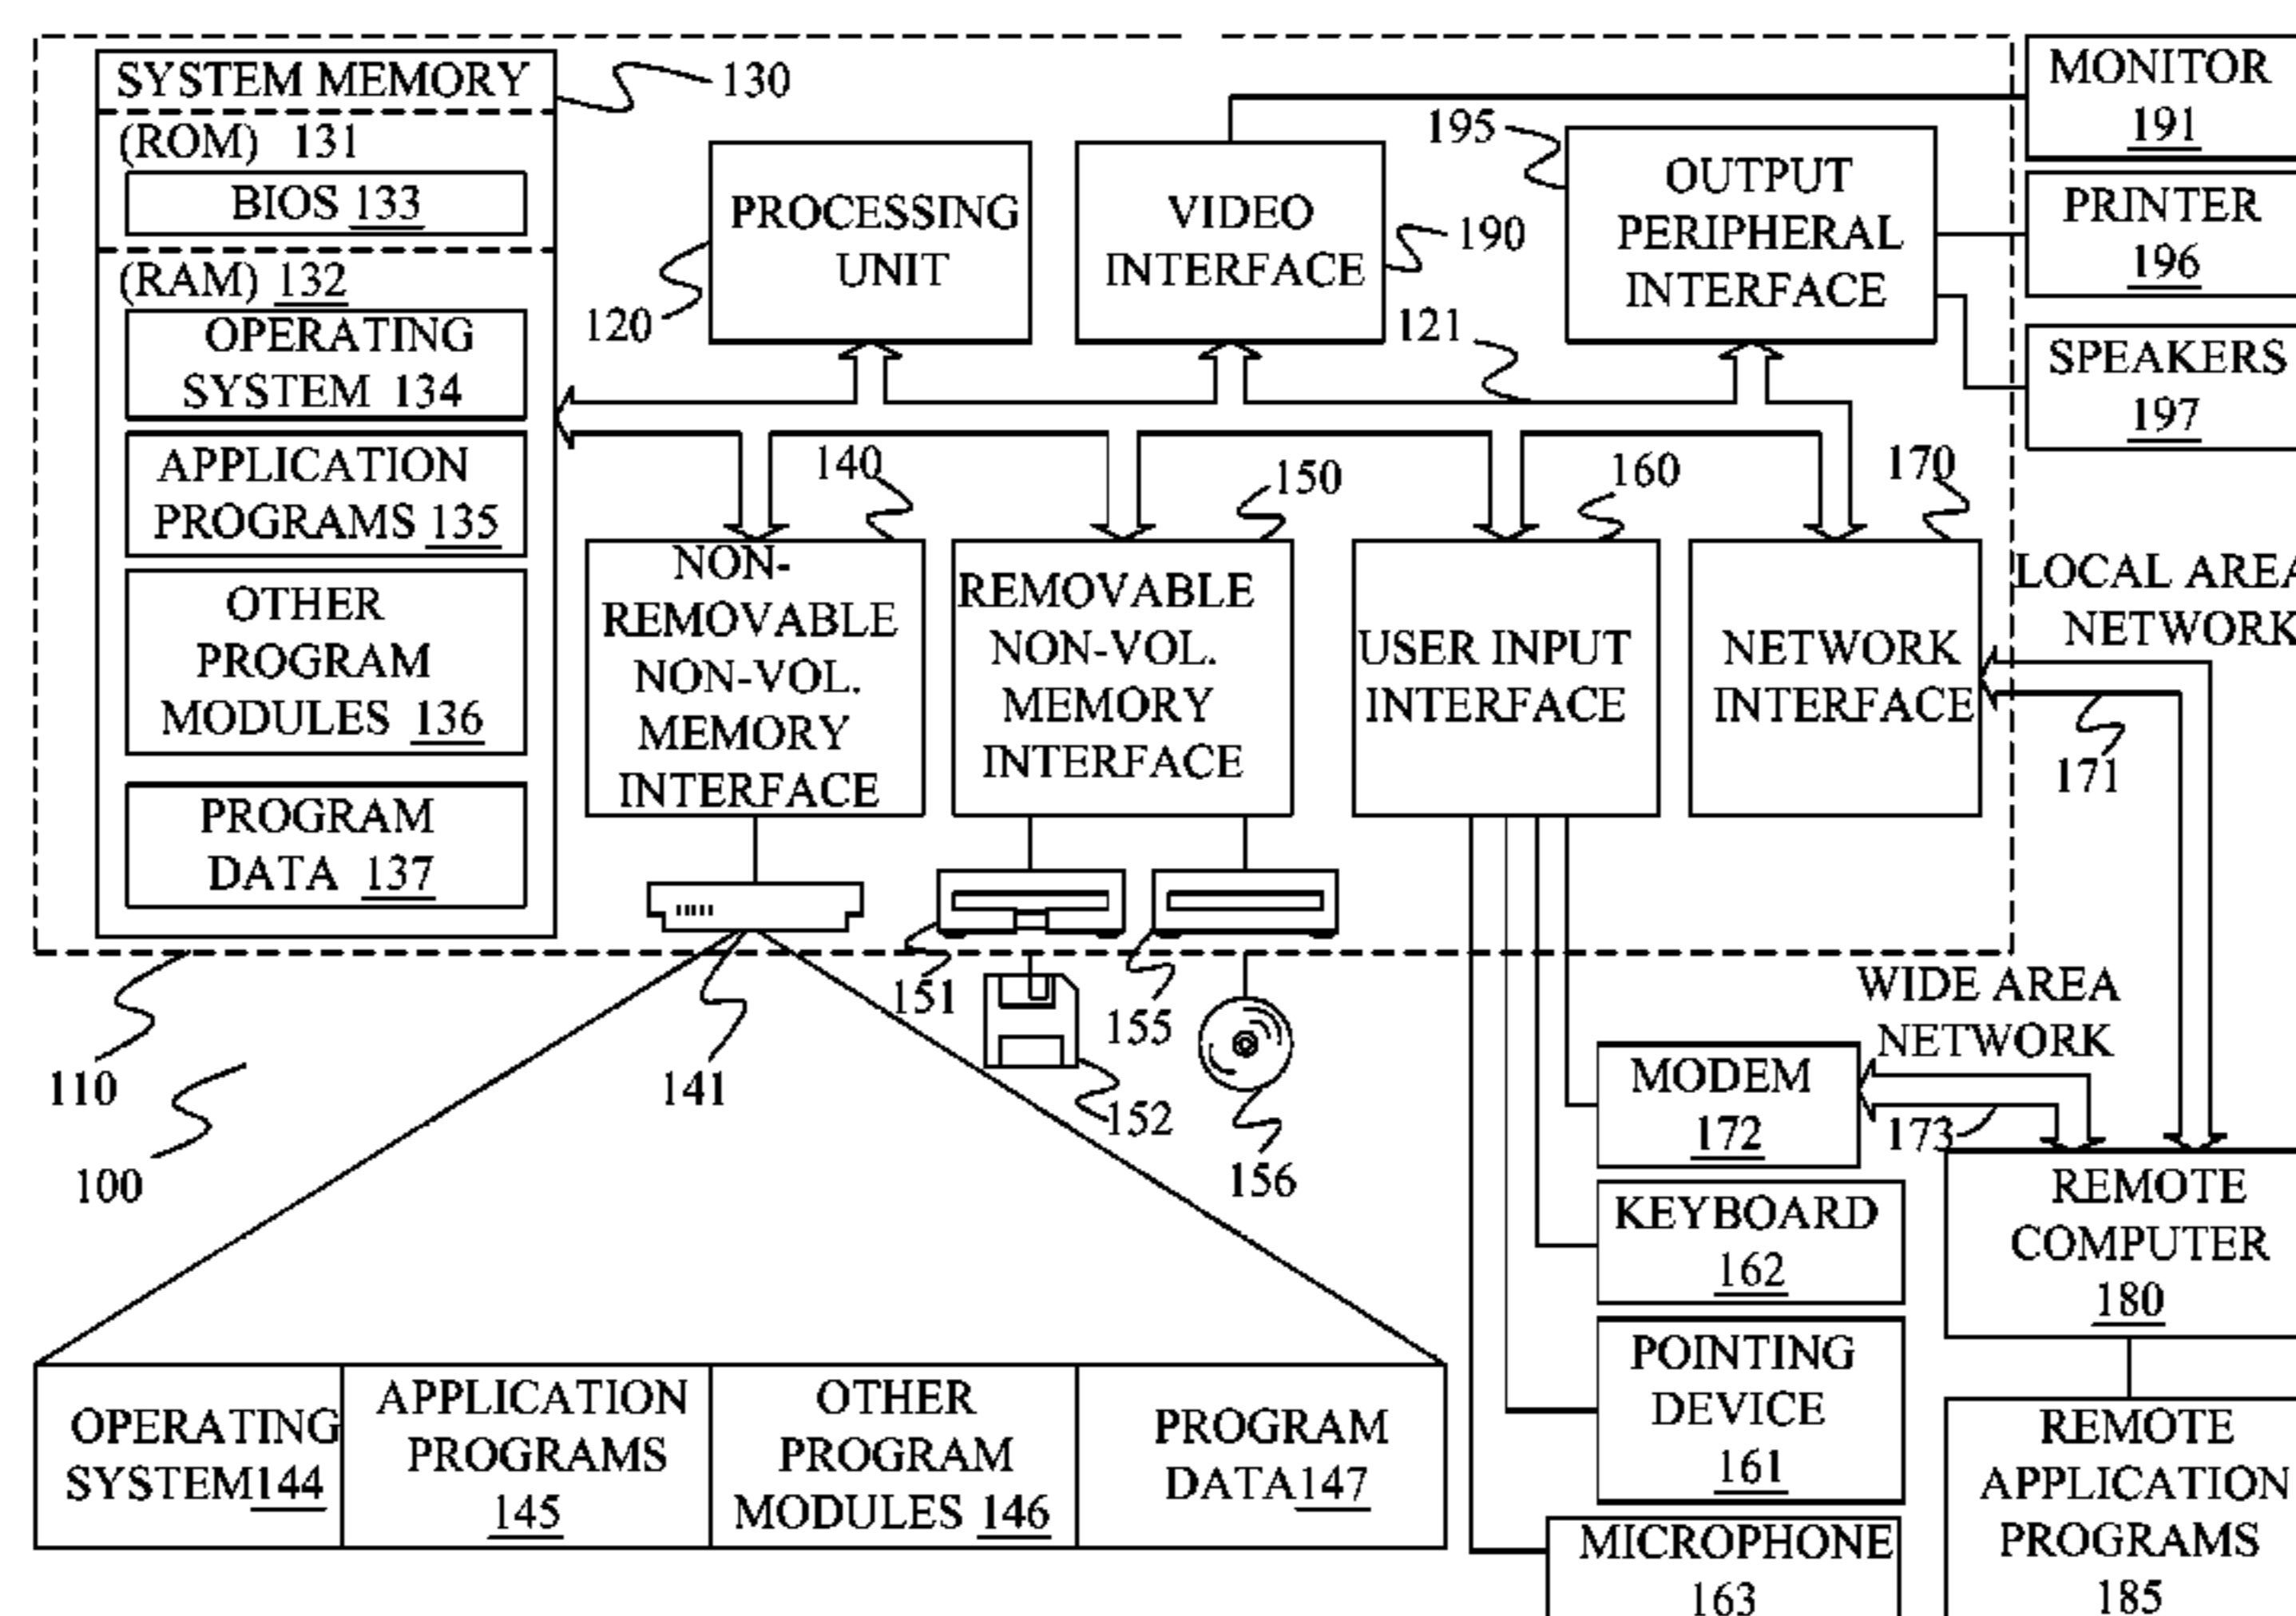 SYSTEM MEMORY
130
(ROM) 131
BIOS 133
(RAM) 132
OPERATING
SYSTEM 134
APPLICATION
PROGRAMS 135
OTHER
PROGRAM
MODULES 136
PROGRAM
DATA 137
PROCESSING
UNIT
120
VIDEO
INTERFACE
190
195
OUTPUT
PERIPHERAL
INTERFACE
121
MONITOR
191
PRINTER
196
SPEAKERS
197
140
NON-
REMOVABLE
NON-VOL.
MEMORY
INTERFACE
150
REMOVABLE
NON-VOL.
MEMORY
INTERFACE
160
USER INPUT
INTERFACE
170
NETWORK
INTERFACE
LOCAL AREA
NETWORK
171
110
100
141
151
152
155
156
WIDE AREA
NETWORK
173
MODEM
172
KEYBOARD
162
POINTING
DEVICE
161
MICROPHONE
163
REMOTE
COMPUTER
180
REMOTE
APPLICATION
PROGRAMS
185
OPERATING
SYSTEM144
APPLICATION
PROGRAMS
145
OTHER
PROGRAM
MODULES 146
PROGRAM
DATA147